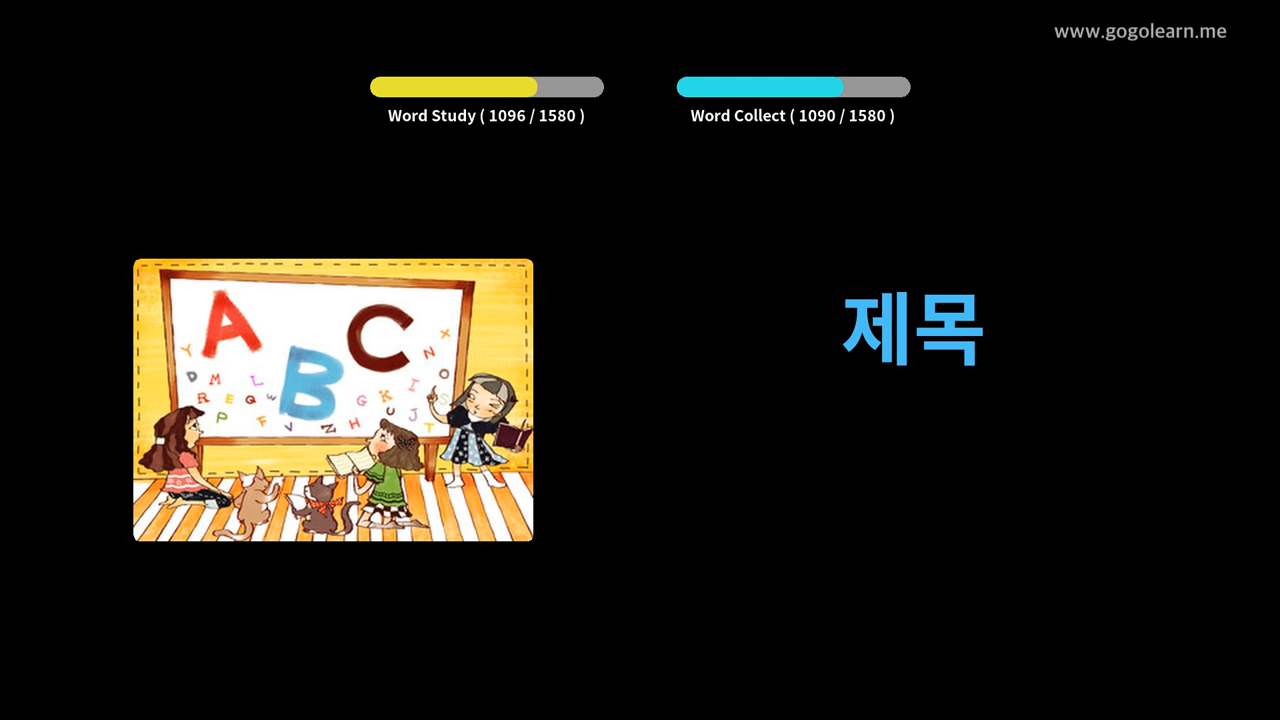 www.gogolearn.me
Word Study ( 1096 / 1580 )
Word Collect ( 1090 / 1580 )
제목
A
B
C
X
Y
N
D
M
L
O
I
R
E
Q
W
G
K
S
P
F
V
Z
H
U
J
T